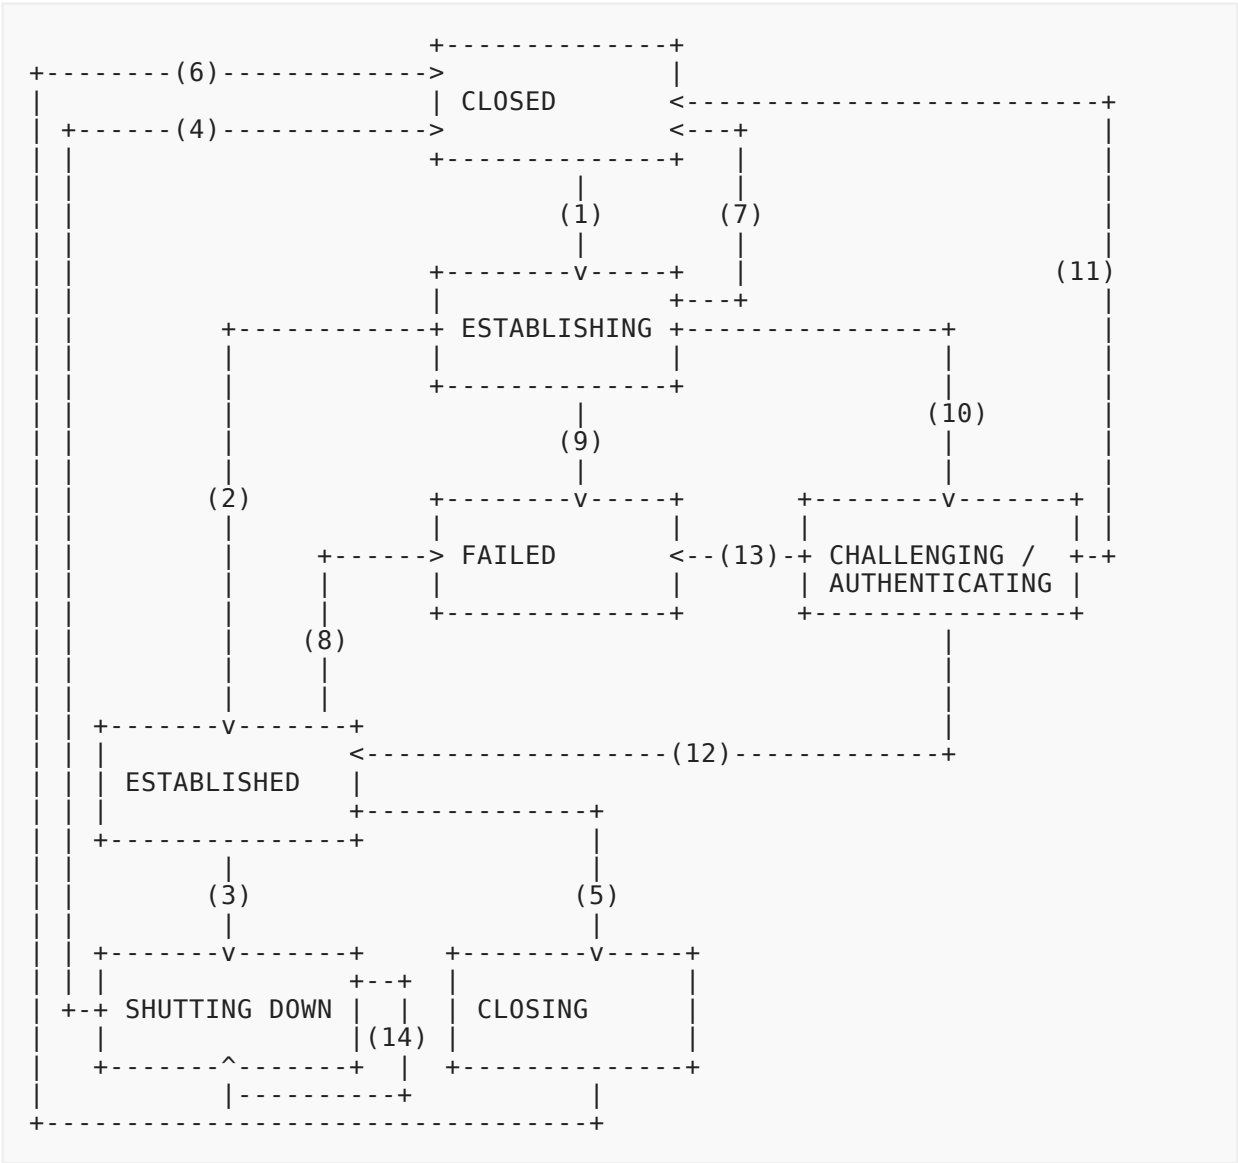 (6)
CLOSED
(4)
(1) (7)
(11)
ESTABLISHING
(10)
(9)
(2)
FAILED (13) CHALLENGING /
AUTHENTICATING
(8)
(12)
ESTABLISHED
(3) (5)
SHUTTING DOWN CLOSING
(14)